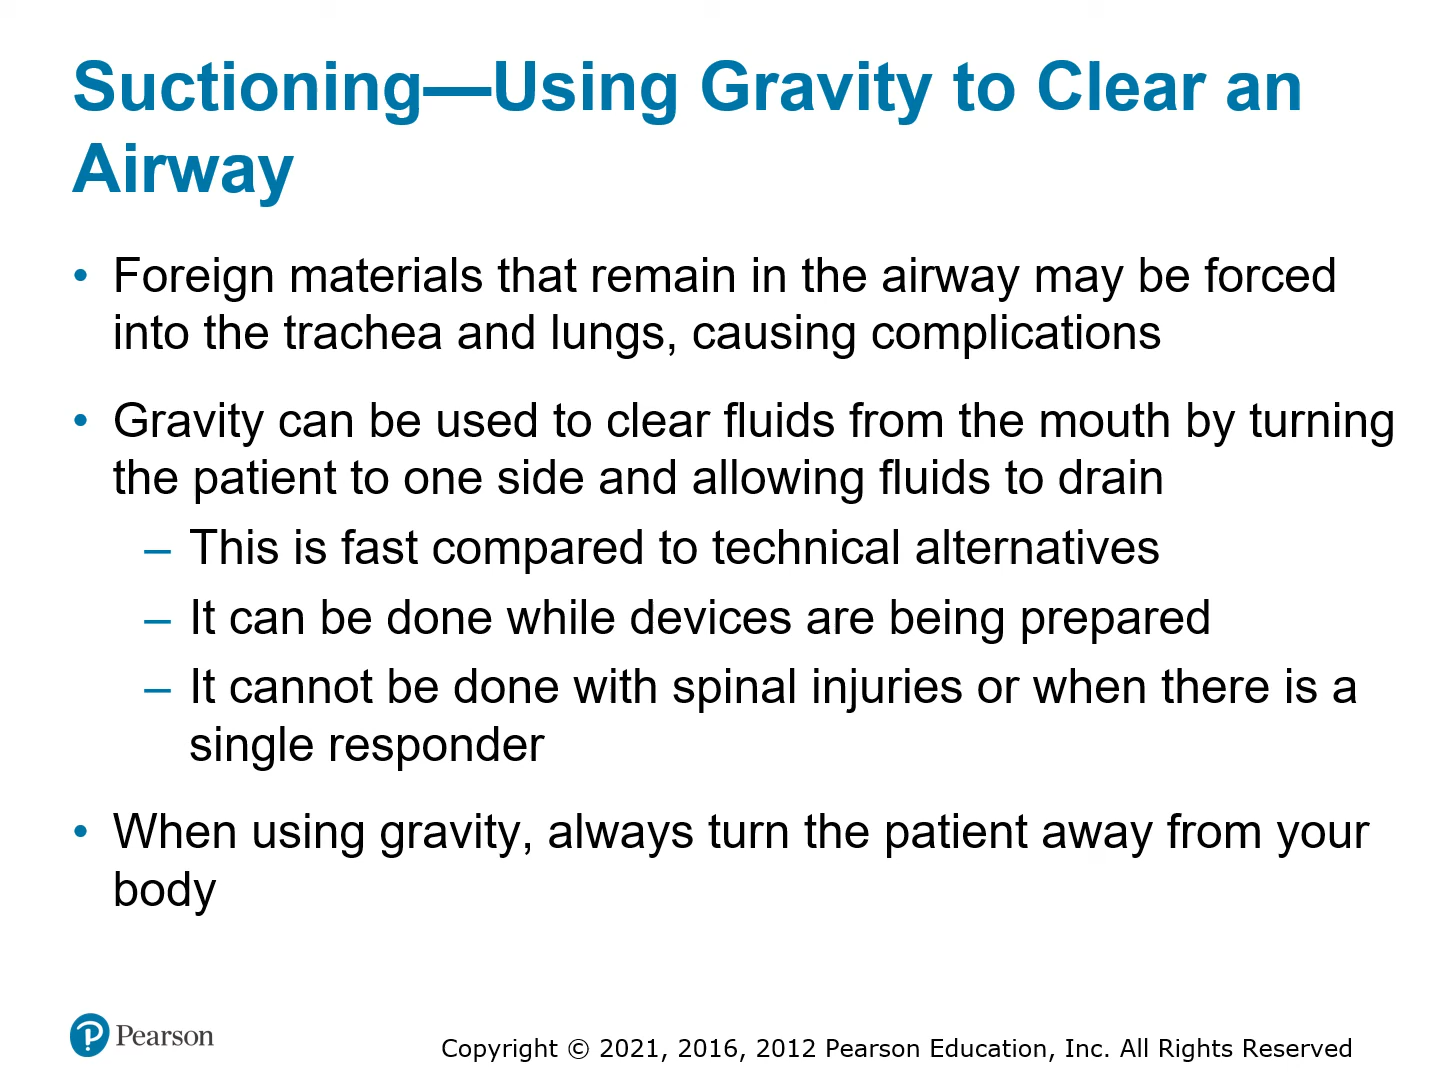 Suctioning—Using Gravity to Clear an
Airway
• Foreign materials that remain in the airway may be forced
into the trachea and lungs, causing complications
• Gravity can be used to clear fluids from the mouth by turning
the patient to one side and allowing fluids to drain
– This is fast compared to technical alternatives
– It can be done while devices are being prepared
– It cannot be done with spinal injuries or when there is a
single responder
• When using gravity, always turn the patient away from your
body
Pearson
Copyright © 2021, 2016, 2012 Pearson Education, Inc. All Rights Reserved